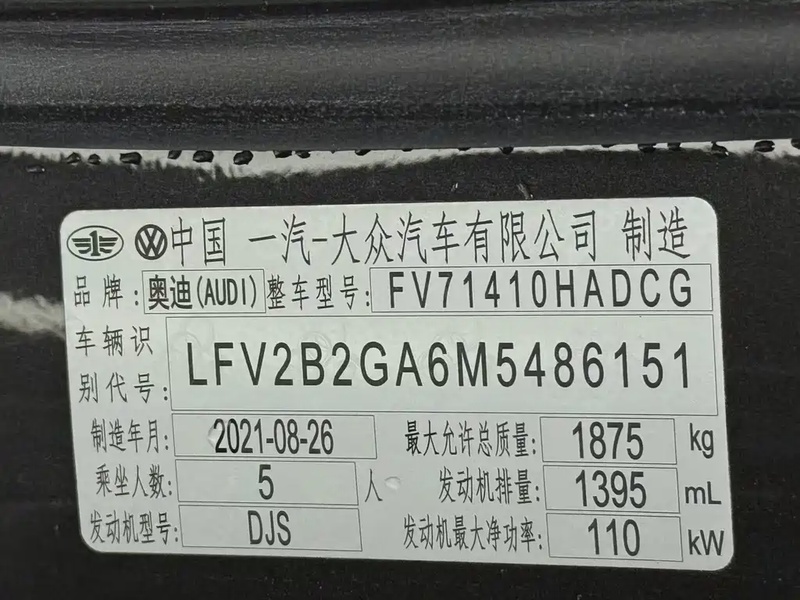 中国 一汽-大众汽车有限公司 制造
品牌: 奥迪(AUDI) 整车型号: FV71410HADCG
车辆识
别代号: LFV2B2GA6M5486151
制造年月: 2021-08-26 最大允许总质量: 1875 kg
乘坐人数: 5 人 发动机排量: 1395 mL
发动机型号: DJS 发动机最大净功率: 110 kW